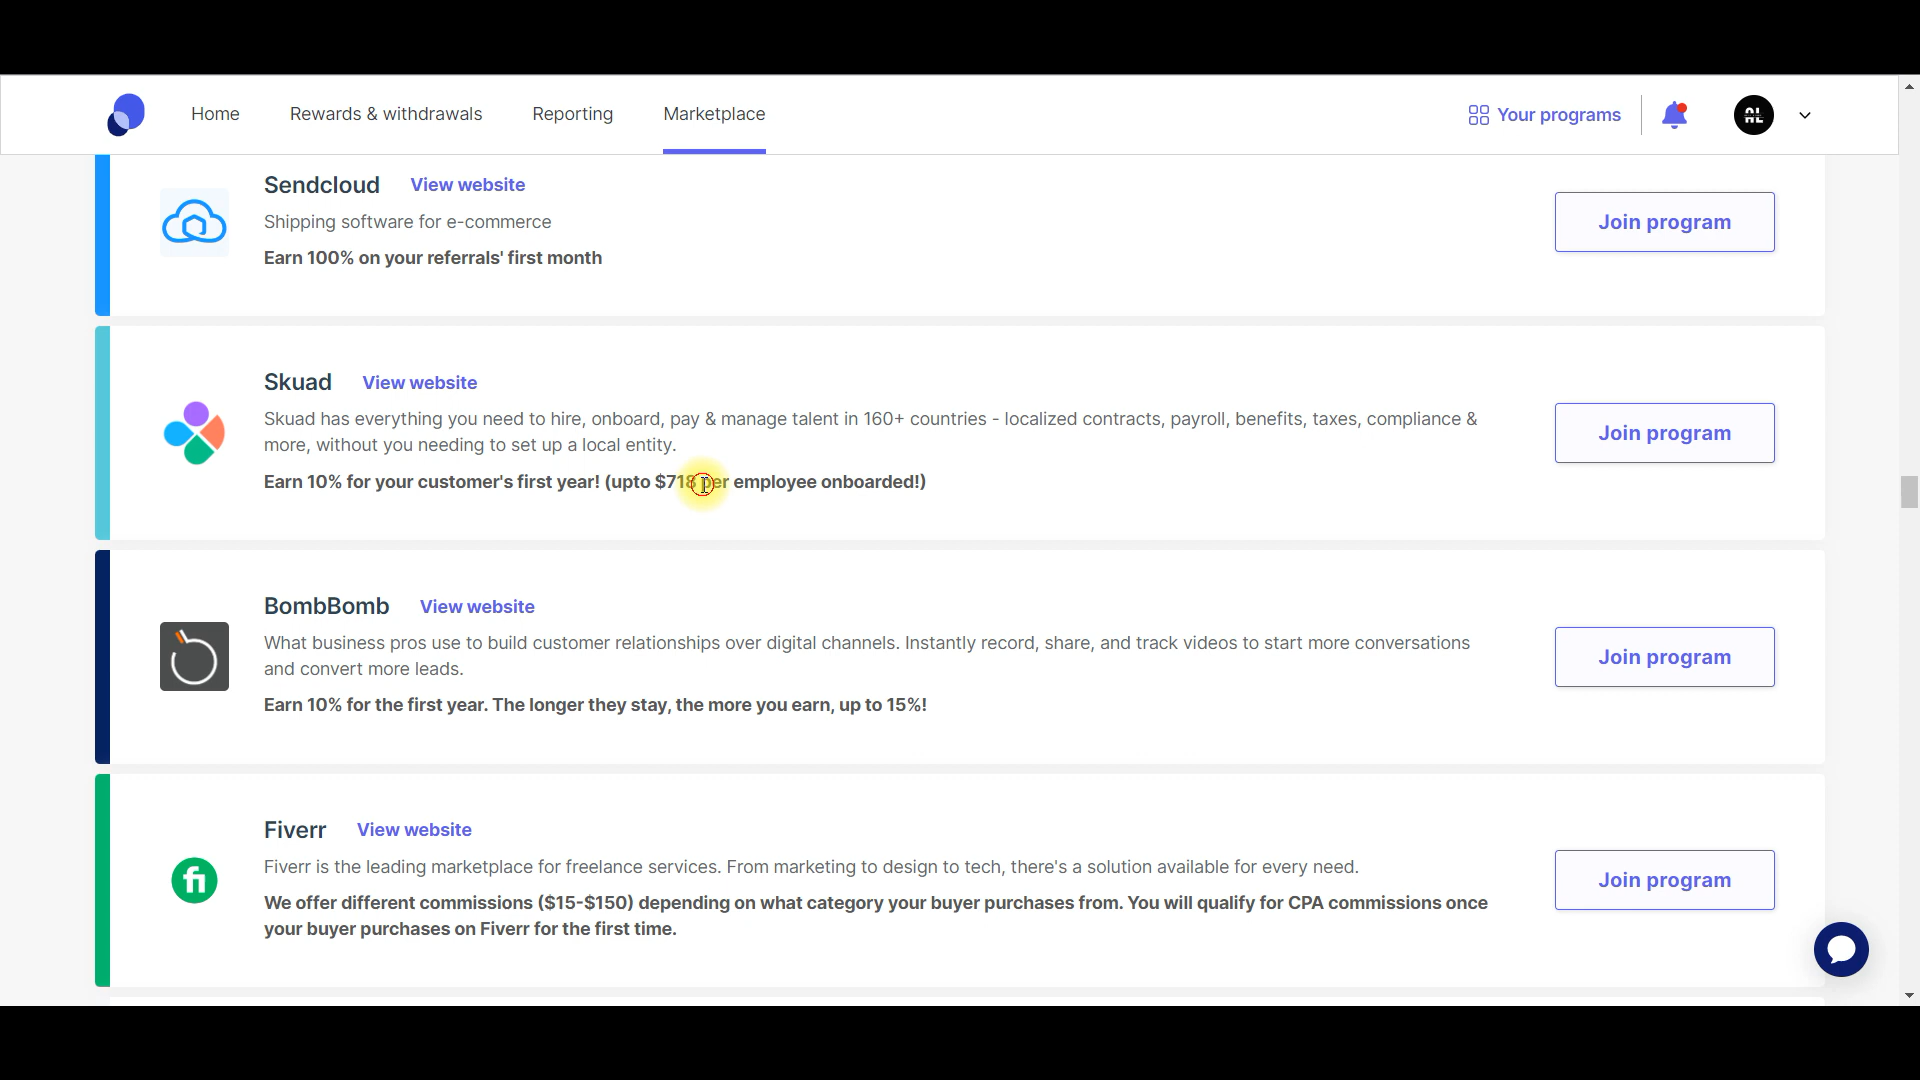 Home Rewards & withdrawals Reporting Marketplace Your programs
Sendcloud View website
Shipping software for e-commerce
Earn 100% on your referrals' first month
Join program
Skuad View website
Skuad has everything you need to hire, onboard, pay & manage talent in 160+ countries - localized contracts, payroll, benefits, taxes, compliance &
more, without you needing to set up a local entity.
Earn 10% for your customer's first year! (upto $718 per employee onboarded!)
Join program
BombBomb View website
What business pros use to build customer relationships over digital channels. Instantly record, share, and track videos to start more conversations
and convert more leads.
Earn 10% for the first year. The longer they stay, the more you earn, up to 15%!
Join program
fi
Fiverr View website
Fiverr is the leading marketplace for freelance services. From marketing to design to tech, there's a solution available for every need.
We offer different commissions ($15-$150) depending on what category your buyer purchases from. You will qualify for CPA commissions once
your buyer purchases on Fiverr for the first time.
Join program